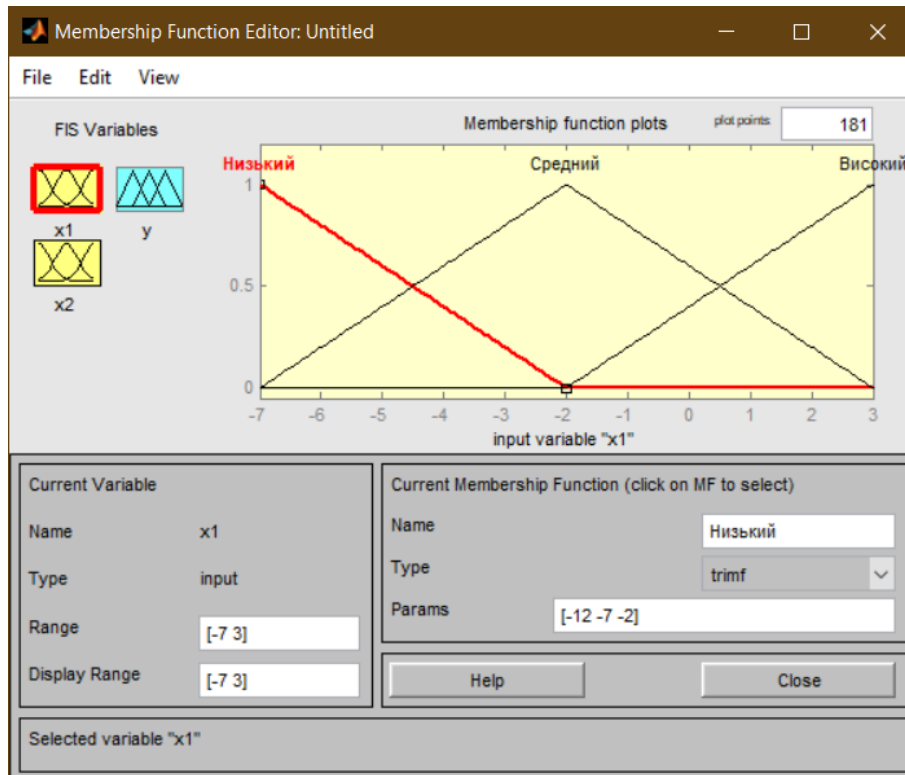 Membership Function Editor: Untitled
File Edit View
FIS Variables
Membership function plots
plot points:
181
x1
y
x2
Низький
Средний
Високий
1
0.5
0
-7 -6 -5 -4 -3 -2 -1 0 1 2 3
input variable "x1"
Current Variable
Name x1
Type input
Range [-7 3]
Display Range [-7 3]
Current Membership Function (click on MF to select)
Name Низький
Type trimf
Params [-12 -7 -2]
Help Close
Selected variable "x1"